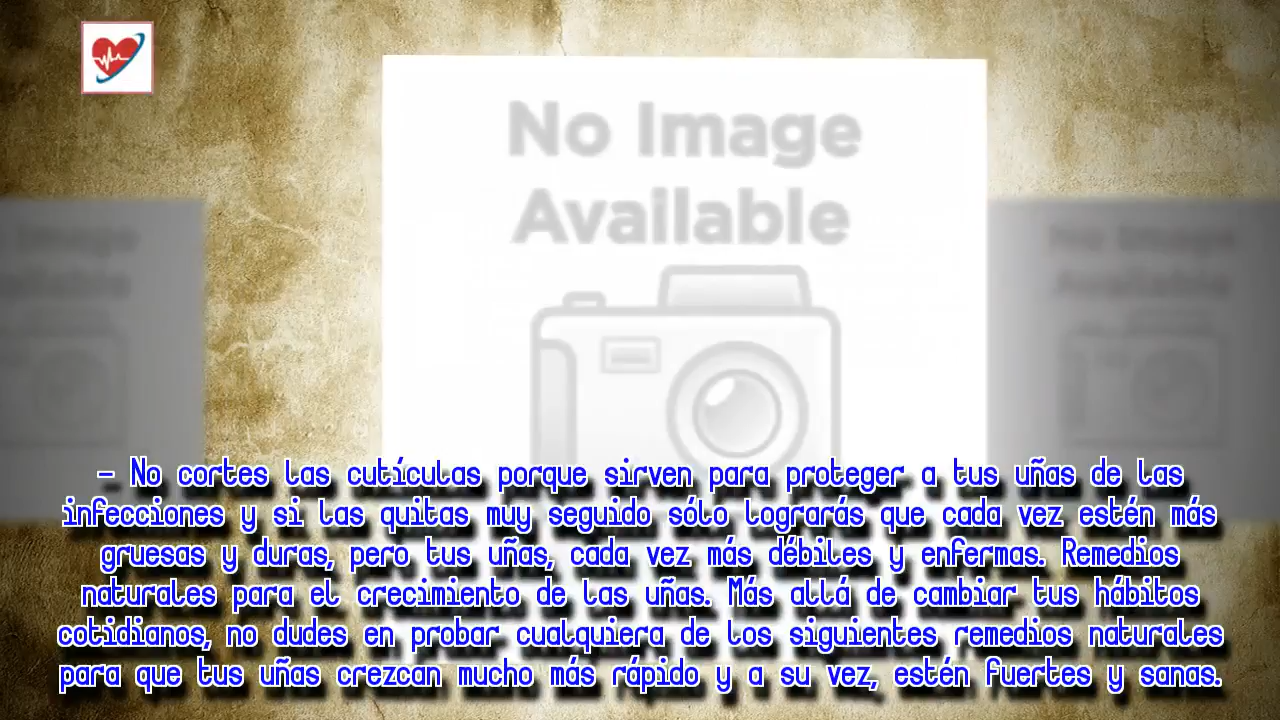 No Image
Available
Image
No Image
Available
- No cortes las cutículas porque sirven para proteger a tus uñas de las
infecciones y si las quitas muy seguido sólo lograrás que cada vez estén más
gruesas y duras, pero tus uñas, cada vez más débiles y enfermas. Remedios
naturales para el crecimiento de las uñas. Más allá de cambiar tus hábitos
cotidianos, no dudes en probar cualquiera de los siguientes remedios naturales
para que tus uñas crezcan mucho más rápido y a su vez, estén fuertes y sanas.